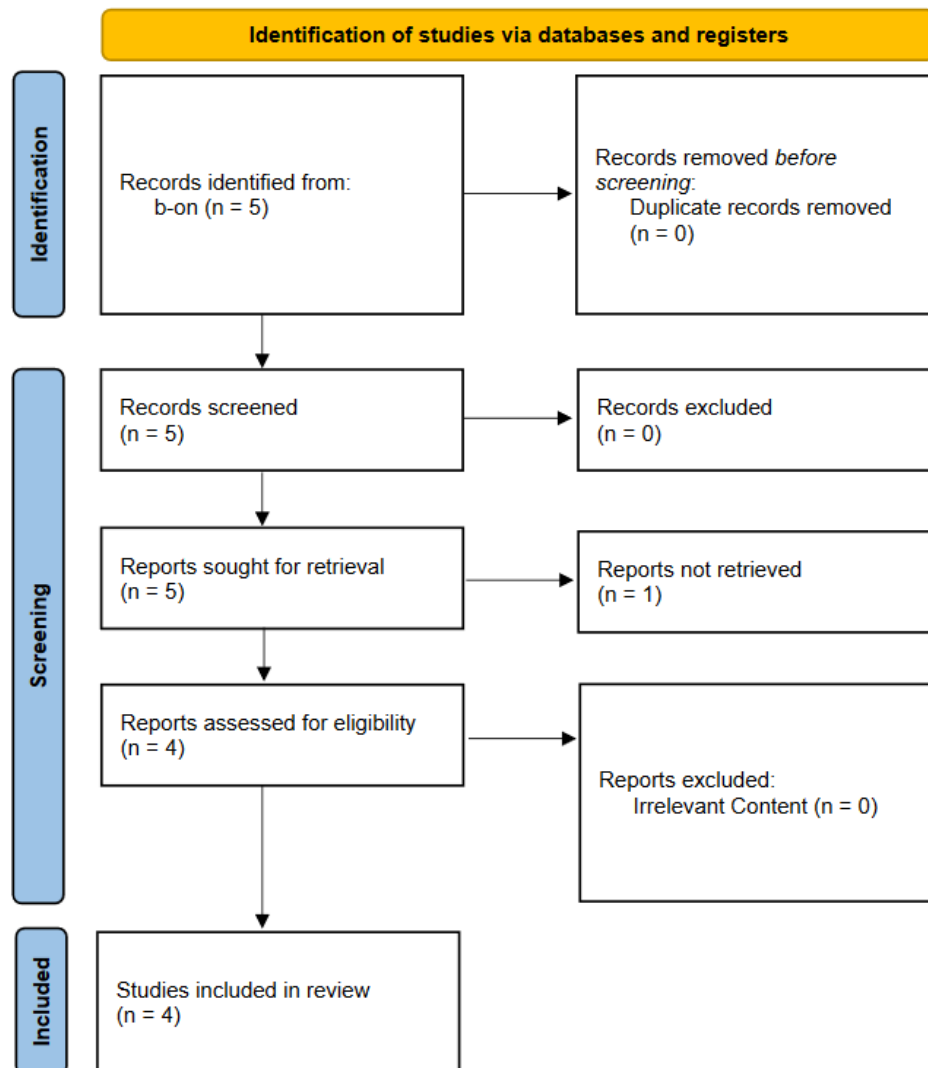 Identification of studies via databases and registers
Identification
Records identified from:
b-on (n = 5)
Records removed before
screening:
Duplicate records removed
(n = 0)
Screening
Records screened
(n = 5)
Records excluded
(n = 0)
Reports sought for retrieval
(n = 5)
Reports not retrieved
(n = 1)
Reports assessed for eligibility
(n = 4)
Reports excluded:
Irrelevant Content (n = 0)
Included
Studies included in review
(n = 4)